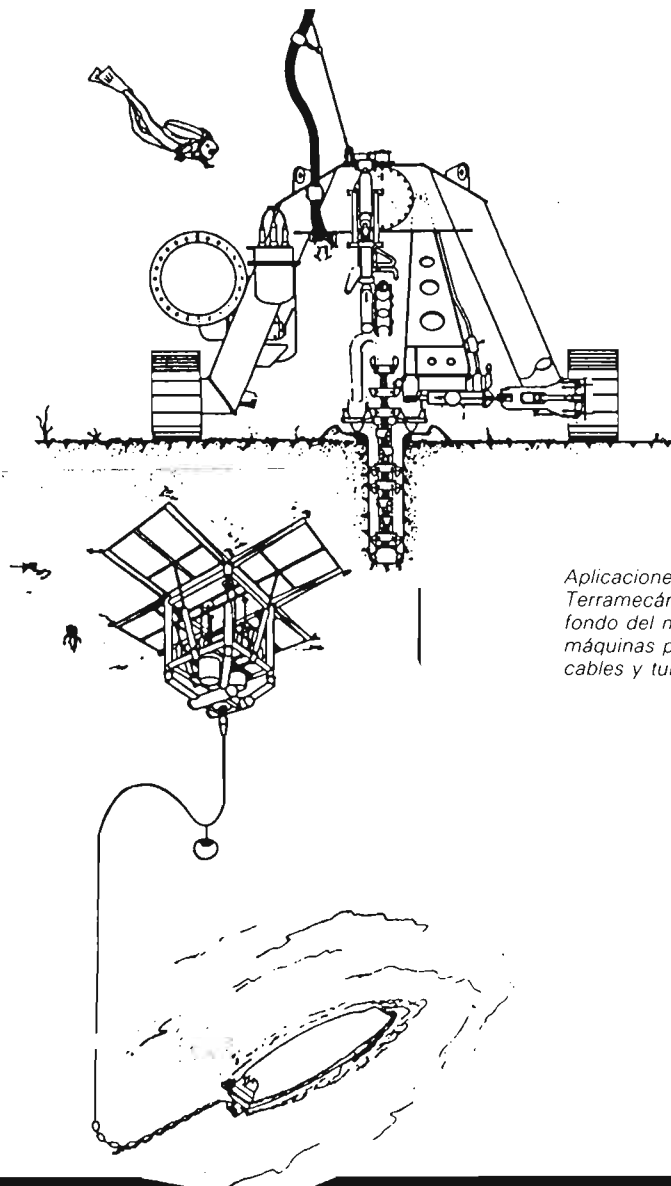 Aplicacione
Terramecán
fondo del m
máquinas p
cables y tu